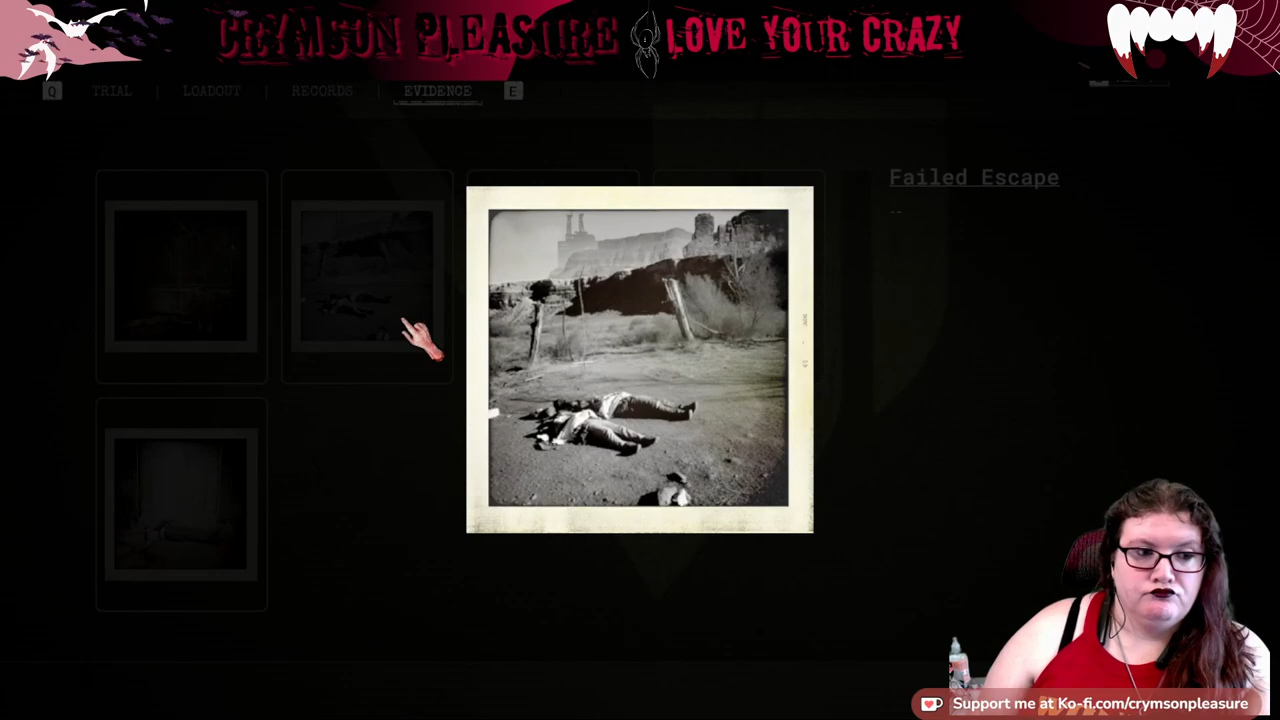 CRYMSON PLEASURE LOVE YOUR CRAZY
Q TRIAL | LOADOUT | RECORDS | EVIDENCE E
Failed Escape
--
Support me at Ko-fi.com/crymsonpleasure